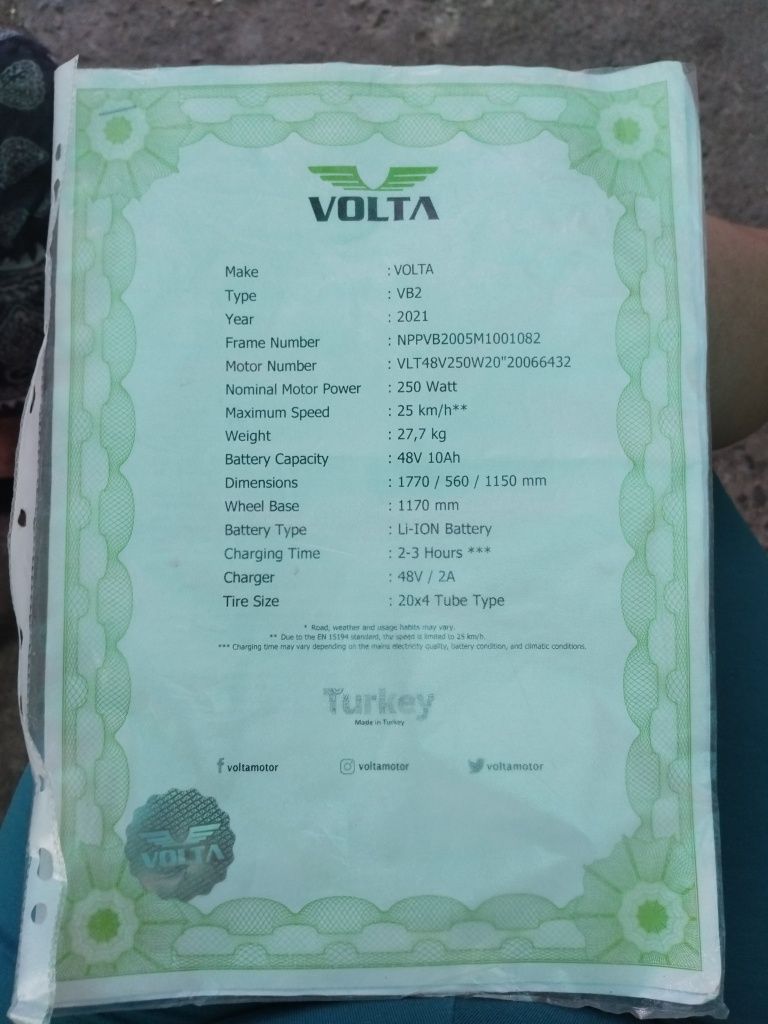 VOLTA
Make : VOLTA
Type : VB2
Year : 2021
Frame Number : NPPVB2005M1001082
Motor Number : VLT48V250W20"20066432
Nominal Motor Power : 250 Watt
Maximum Speed : 25 km/h**
Weight : 27,7 kg
Battery Capacity : 48V 10Ah
Dimensions : 1770 / 560 / 1150 mm
Wheel Base : 1170 mm
Battery Type : Li-ION Battery
Charging Time : 2-3 Hours ***
Charger : 48V / 2A
Tire Size : 20x4 Tube Type
* Road, weather and usage habits may vary.
** Due to the EN 15194 standard, the speed is limited to 25 km/h.
*** Charging time may vary depending on the mains electricity quality, battery condition, and climatic conditions.
Turkey
Made in Turkey
voltamotor voltamotor voltamotor
VOLTA